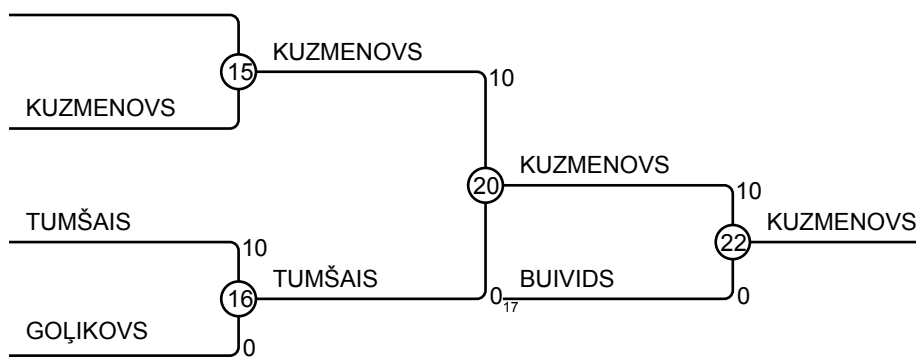 KUZMENOVS
15
10
KUZMENOVS
KUZMENOVS
20
10
TUMŠAIS
10
22
KUZMENOVS
TUMŠAIS
16
0
17
BUIVIDS
0
GOĻIKOVS
0